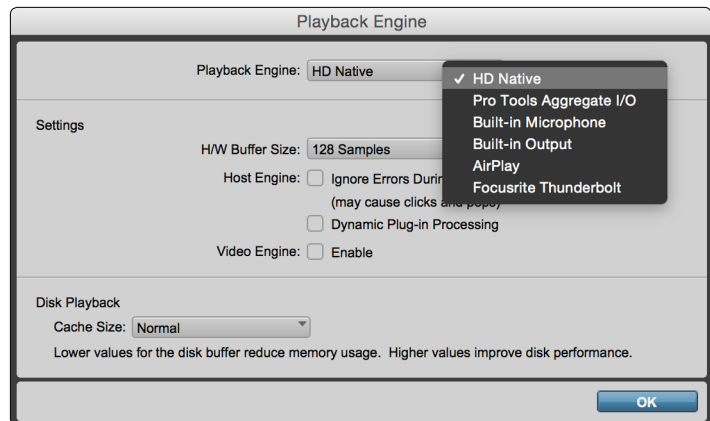 Playback Engine
Playback Engine: HD Native
✓ HD Native
Pro Tools Aggregate I/O
Built-in Microphone
Built-in Output
AirPlay
Focusrite Thunderbolt
Settings
H/W Buffer Size: 128 Samples
Host Engine: Ignore Errors
(may cause clicks and pops)
Dynamic Plug-in Processing
Video Engine: Enable
Disk Playback
Cache Size: Normal
Lower values for the disk buffer reduce memory usage. Higher values improve disk performance.
OK